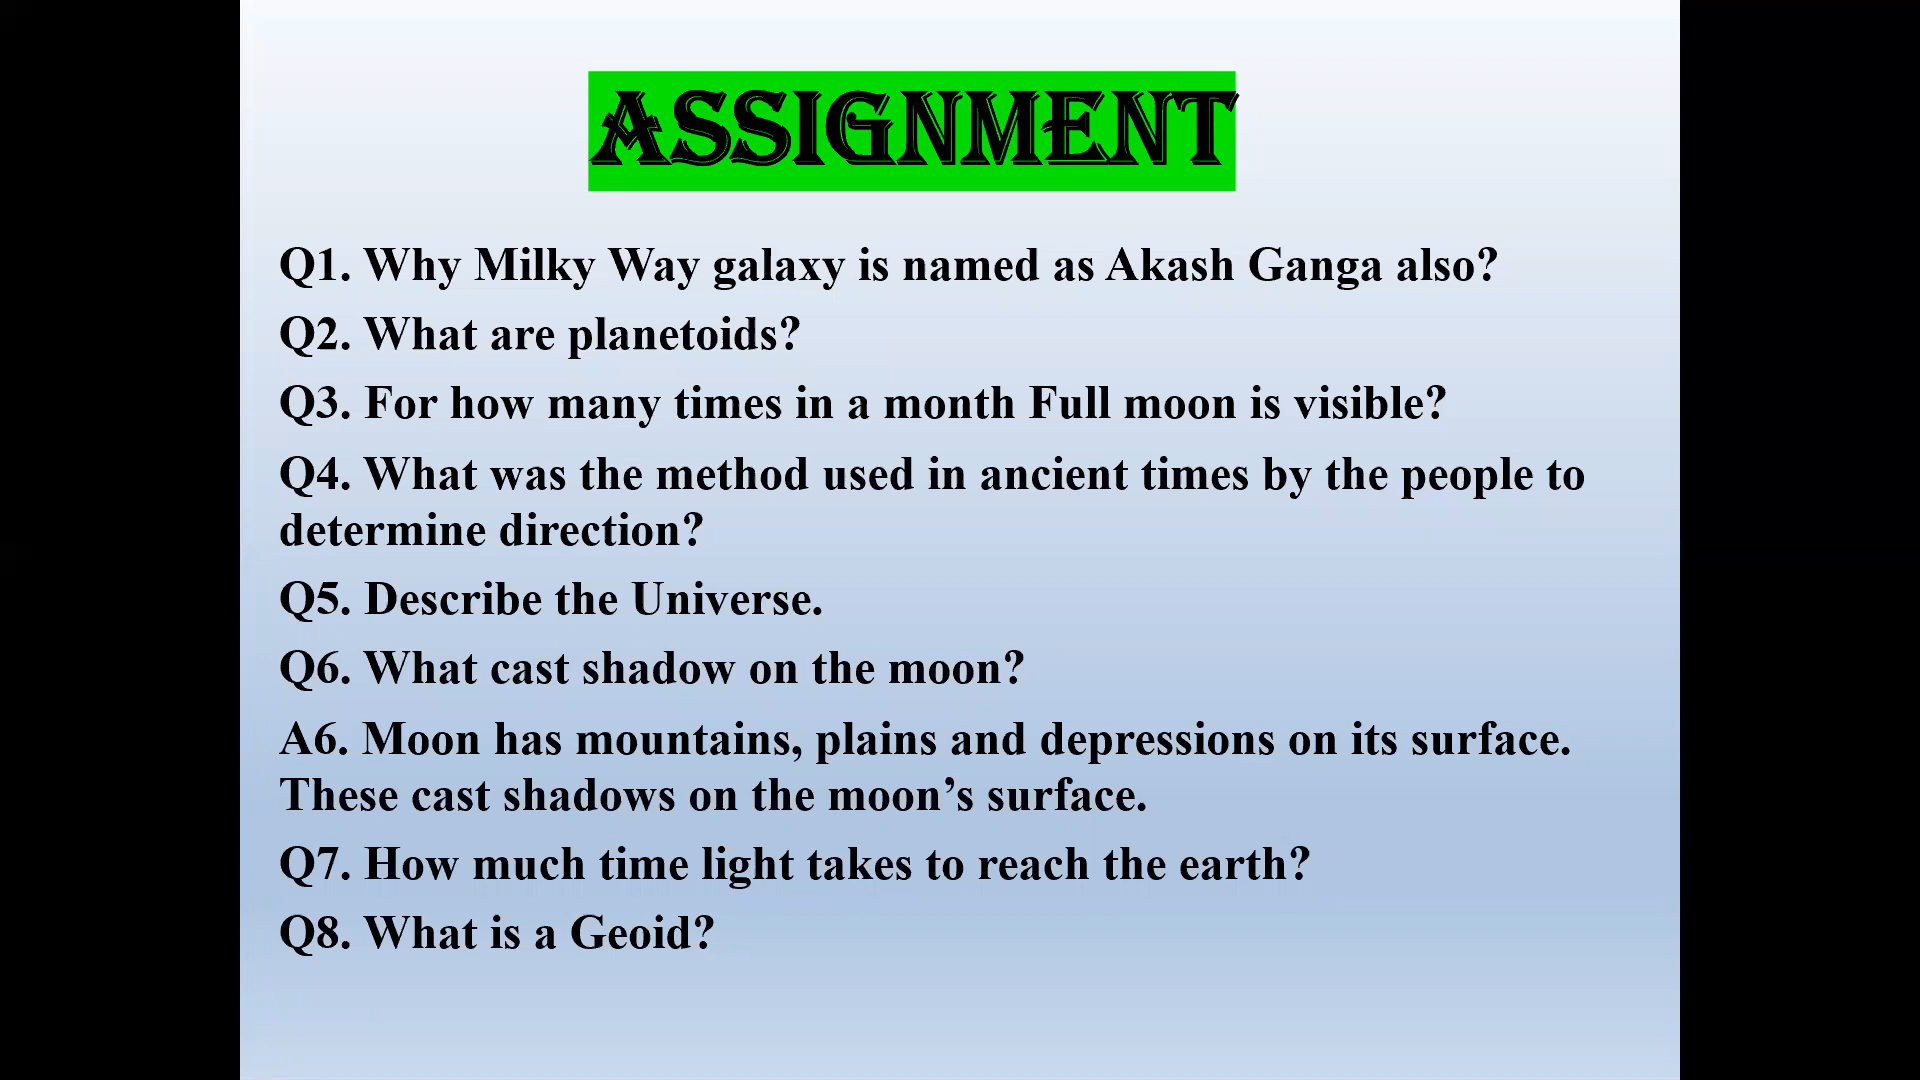 ASSIGNMENT
Q1. Why Milky Way galaxy is named as Akash Ganga also?
Q2. What are planetoids?
Q3. For how many times in a month Full moon is visible?
Q4. What was the method used in ancient times by the people to
determine direction?
Q5. Describe the Universe.
Q6. What cast shadow on the moon?
A6. Moon has mountains, plains and depressions on its surface.
These cast shadows on the moon’s surface.
Q7. How much time light takes to reach the earth?
Q8. What is a Geoid?